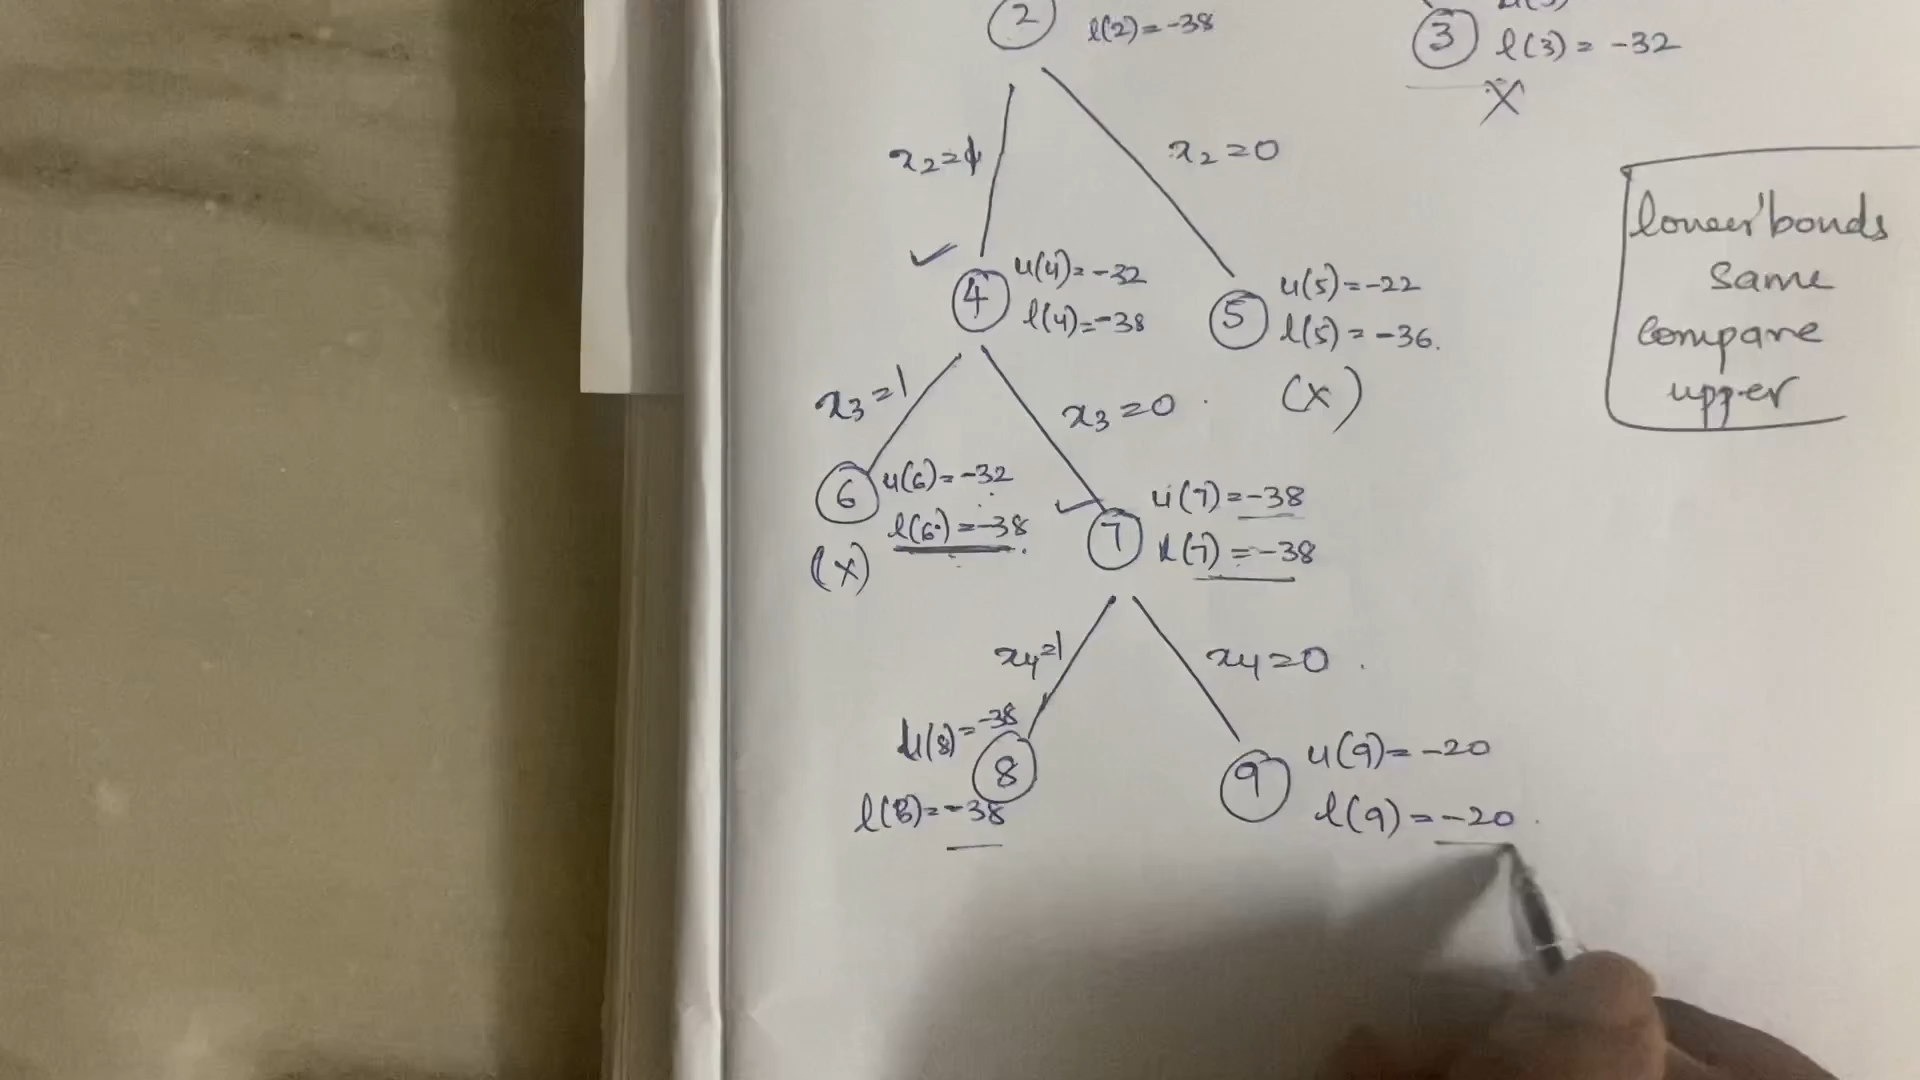 2
l(2)=-38
3
l(3) = -32
X
x2=1
x2=0
lower bonds
same
compare
upper
4
u(4)=-32
l(4)=-38
5
u(5)=-22
l(5)=-36.
(X)
x3=1
x3=0
6
u(6)=-32
l(6)=-38
(X)
7
u(7)=-38
l(7)=-38
x4=1
x4=0
u(8)=-38
8
l(8)=-38
9
u(9)=-20
l(9)=-20